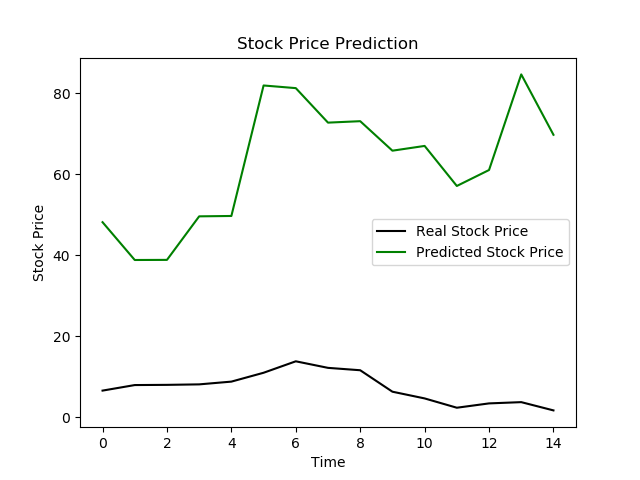 Stock Price Prediction
80
60
40
20
0
Stock Price
Real Stock Price
Predicted Stock Price
0 2 4 6 8 10 12 14
Time